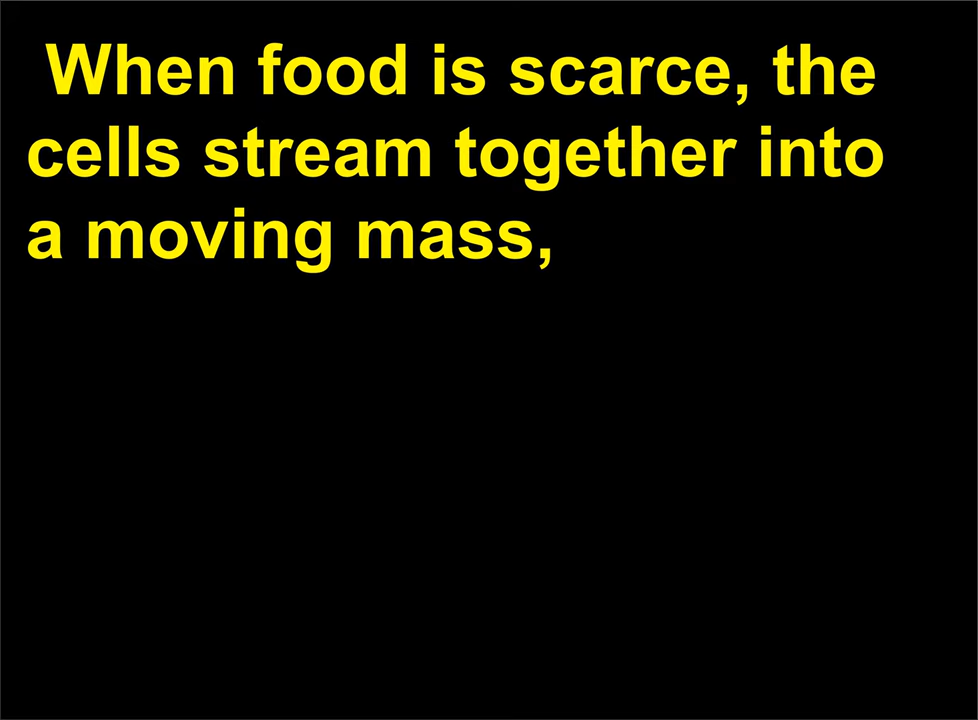 When food is scarce, the
cells stream together into
a moving mass,